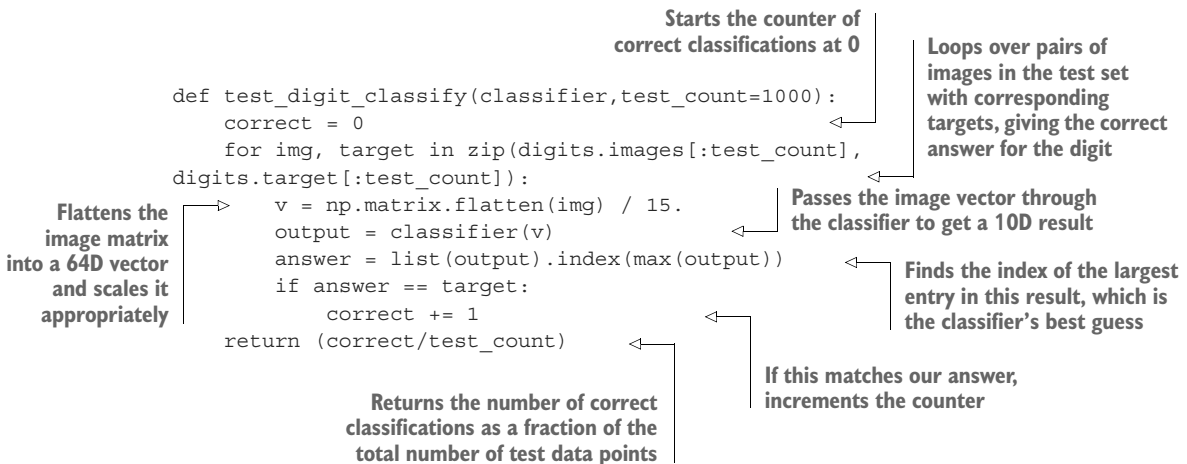 Starts the counter of
correct classifications at 0
Loops over pairs of
images in the test set
with corresponding
targets, giving the correct
answer for the digit
def test_digit_classify(classifier,test_count=1000):
    correct = 0
    for img, target in zip(digits.images[:test_count],
digits.target[:test_count]):
        v = np.matrix.flatten(img) / 15.
        output = classifier(v)
        answer = list(output).index(max(output))
        if answer == target:
            correct += 1
    return (correct/test_count)
Flattens the
image matrix
into a 64D vector
and scales it
appropriately
Passes the image vector through
the classifier to get a 10D result
Finds the index of the largest
entry in this result, which is
the classifier's best guess
If this matches our answer,
increments the counter
Returns the number of correct
classifications as a fraction of the
total number of test data points